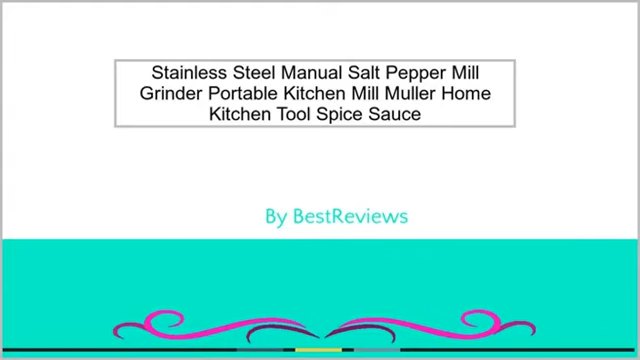 Stainless Steel Manual Salt Pepper Mill
Grinder Portable Kitchen Mill Muller Home
Kitchen Tool Spice Sauce
By BestReviews